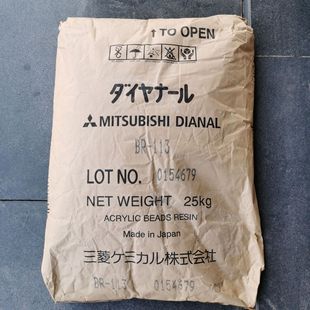 ↑TO OPEN
ダイヤナール
MITSUBISHI DIANAL
BR-113
LOT NO. 0154679
NET WEIGHT 25kg
ACRYLIC BEADS RESIN
Made in Japan
三菱ケミカル株式会社
BR-113 0154679